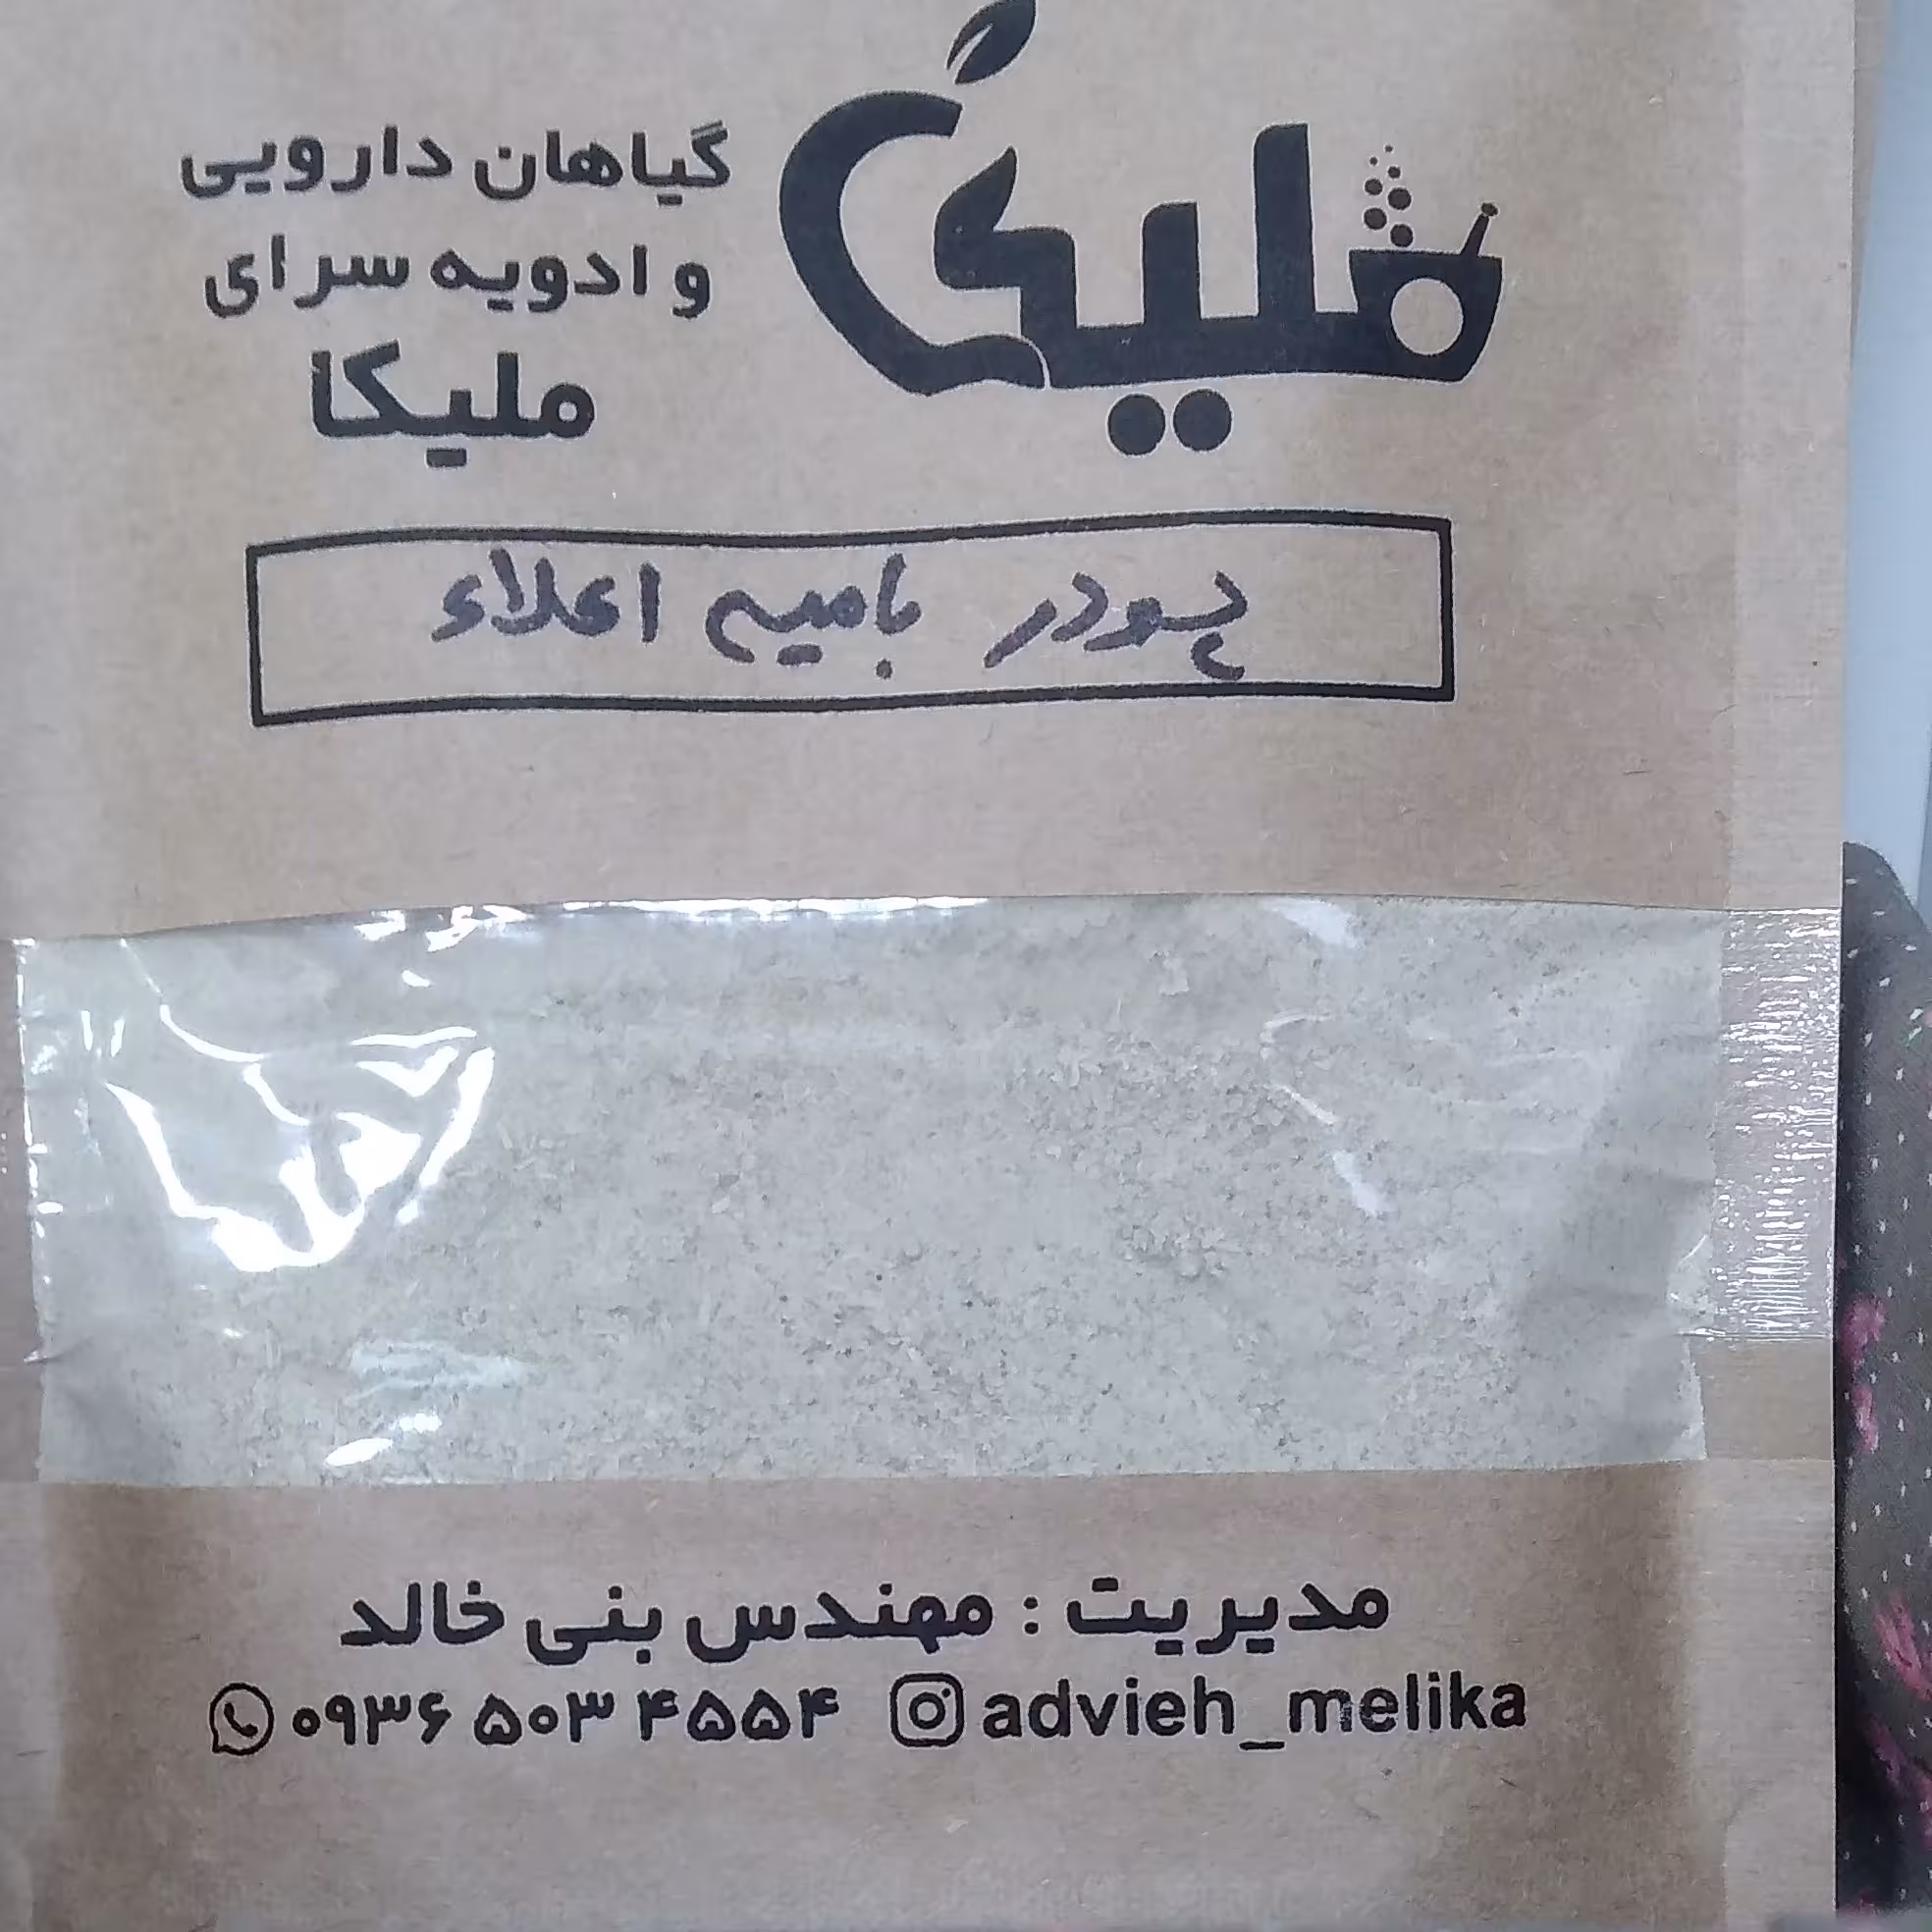 ملیکا
گیاهان دارویی
و ادویه سرای
ملیکا
پودر بامیه اعلاء
مدیریت : مهندس بنی خالد
۰۹۳۶ ۵۰۳ ۴۵۵۴ advieh_melika